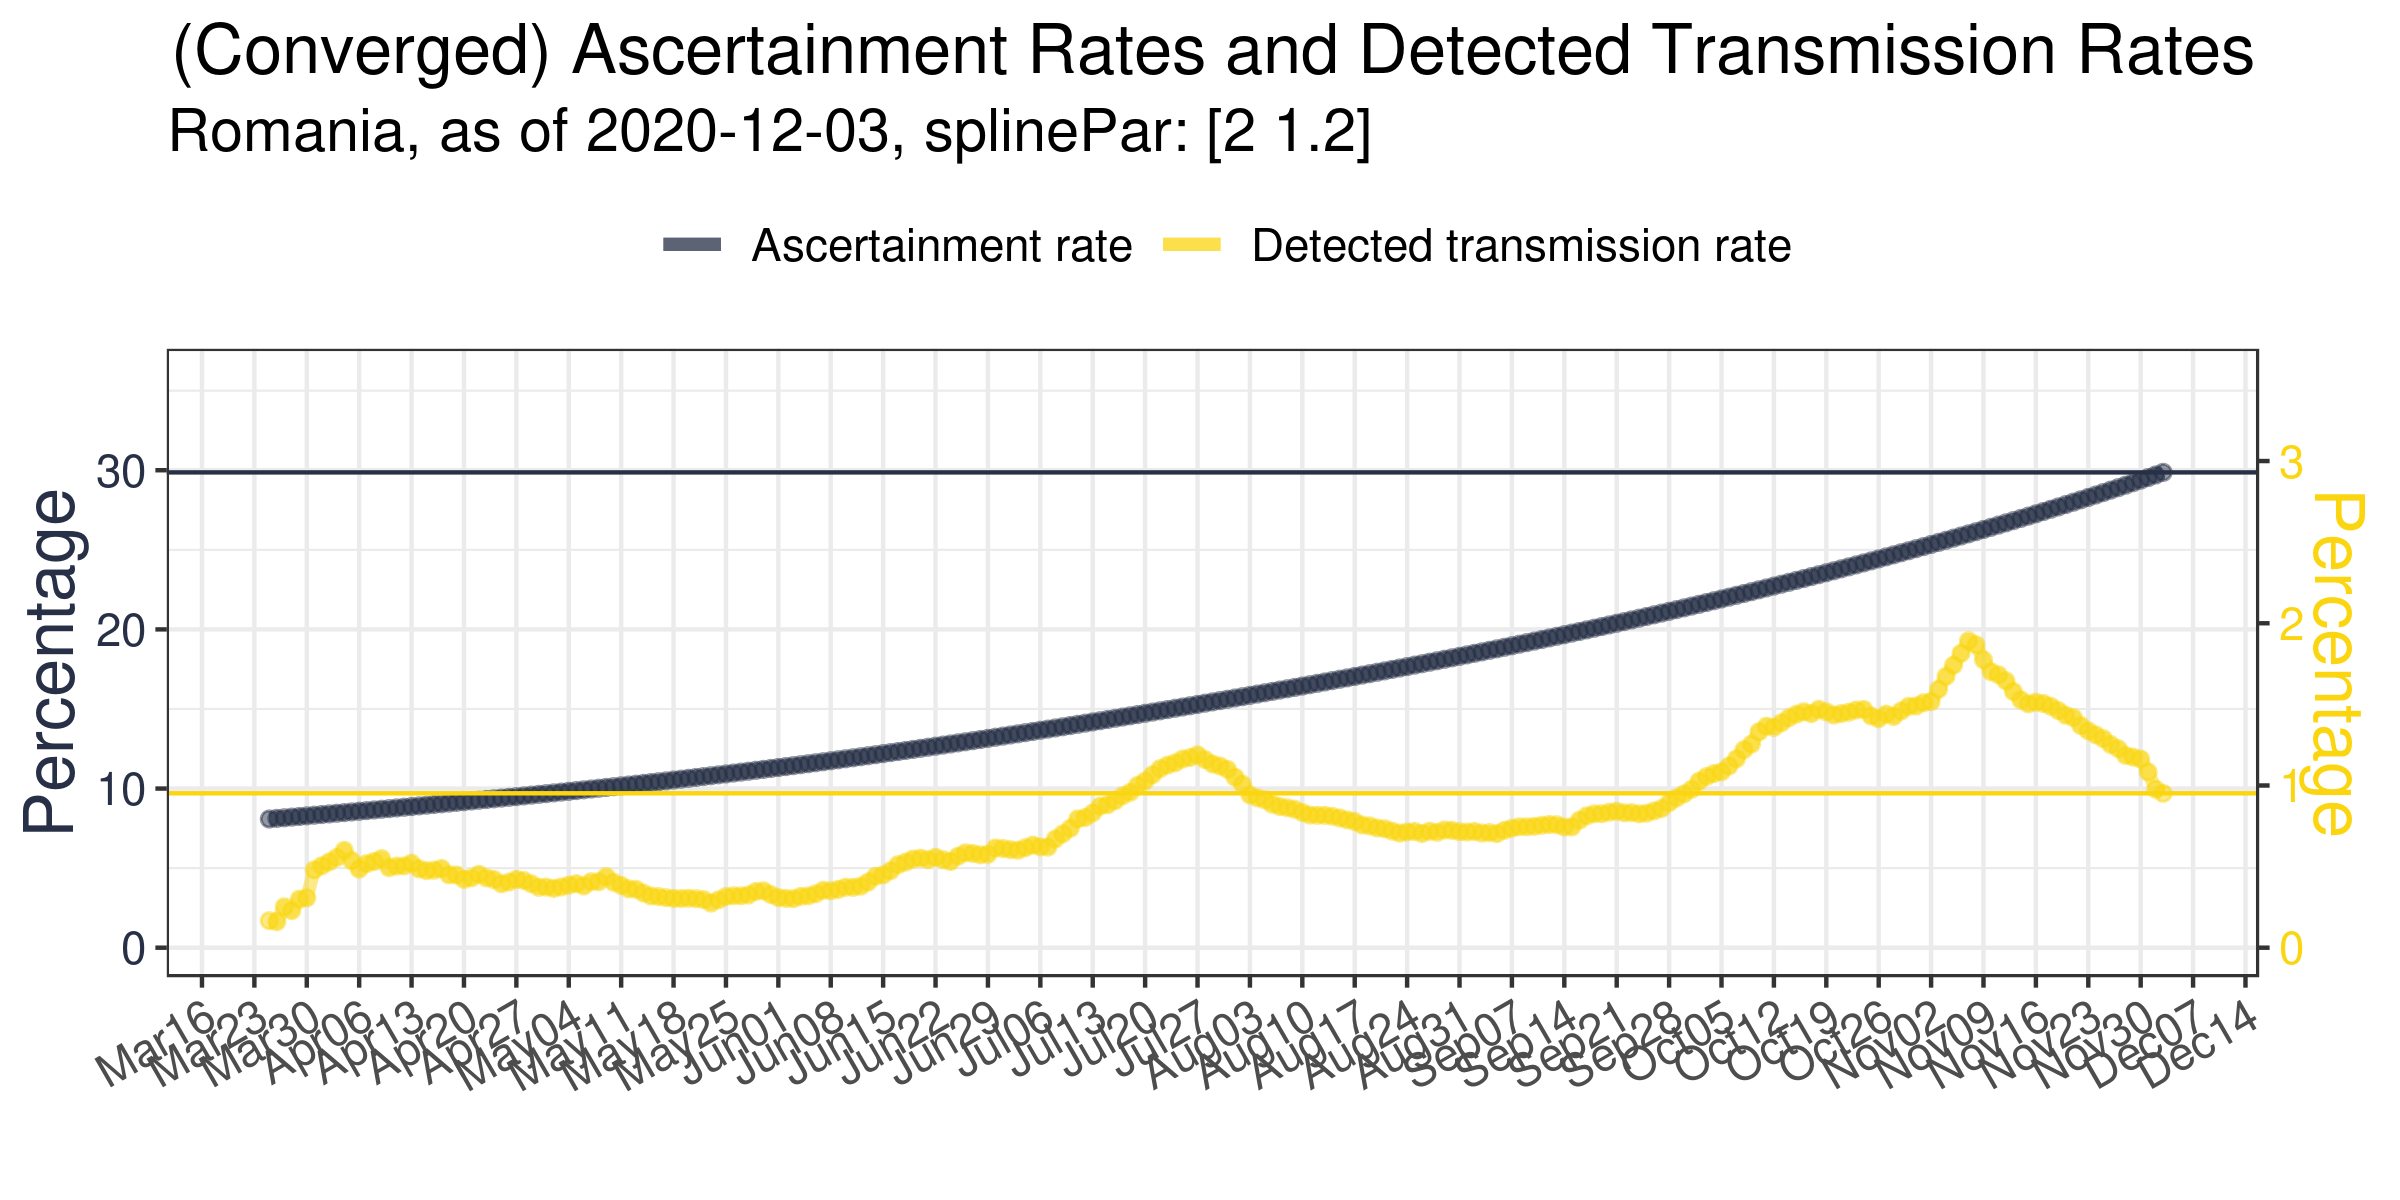 (Converged) Ascertainment Rates and Detected Transmission Rates
Romania, as of 2020-12-03, splinePar: [2 1.2]
Ascertainment rate Detected transmission rate
Percentage
30
20
10
0
3
2
1
0
Percentage
Mar16 Mar23 Mar30 Apr06 Apr13 Apr20 Apr27 May04 May11 May18 May25 Jun01 Jun08 Jun15 Jun22 Jun29 Jul06 Jul13 Jul20 Jul27 Aug03 Aug10 Aug17 Aug24 Aug31 Sep07 Sep14 Sep21 Sep28 Oct05 Oct12 Oct19 Oct26 Nov02 Nov09 Nov16 Nov23 Nov30 Dec07 Dec14